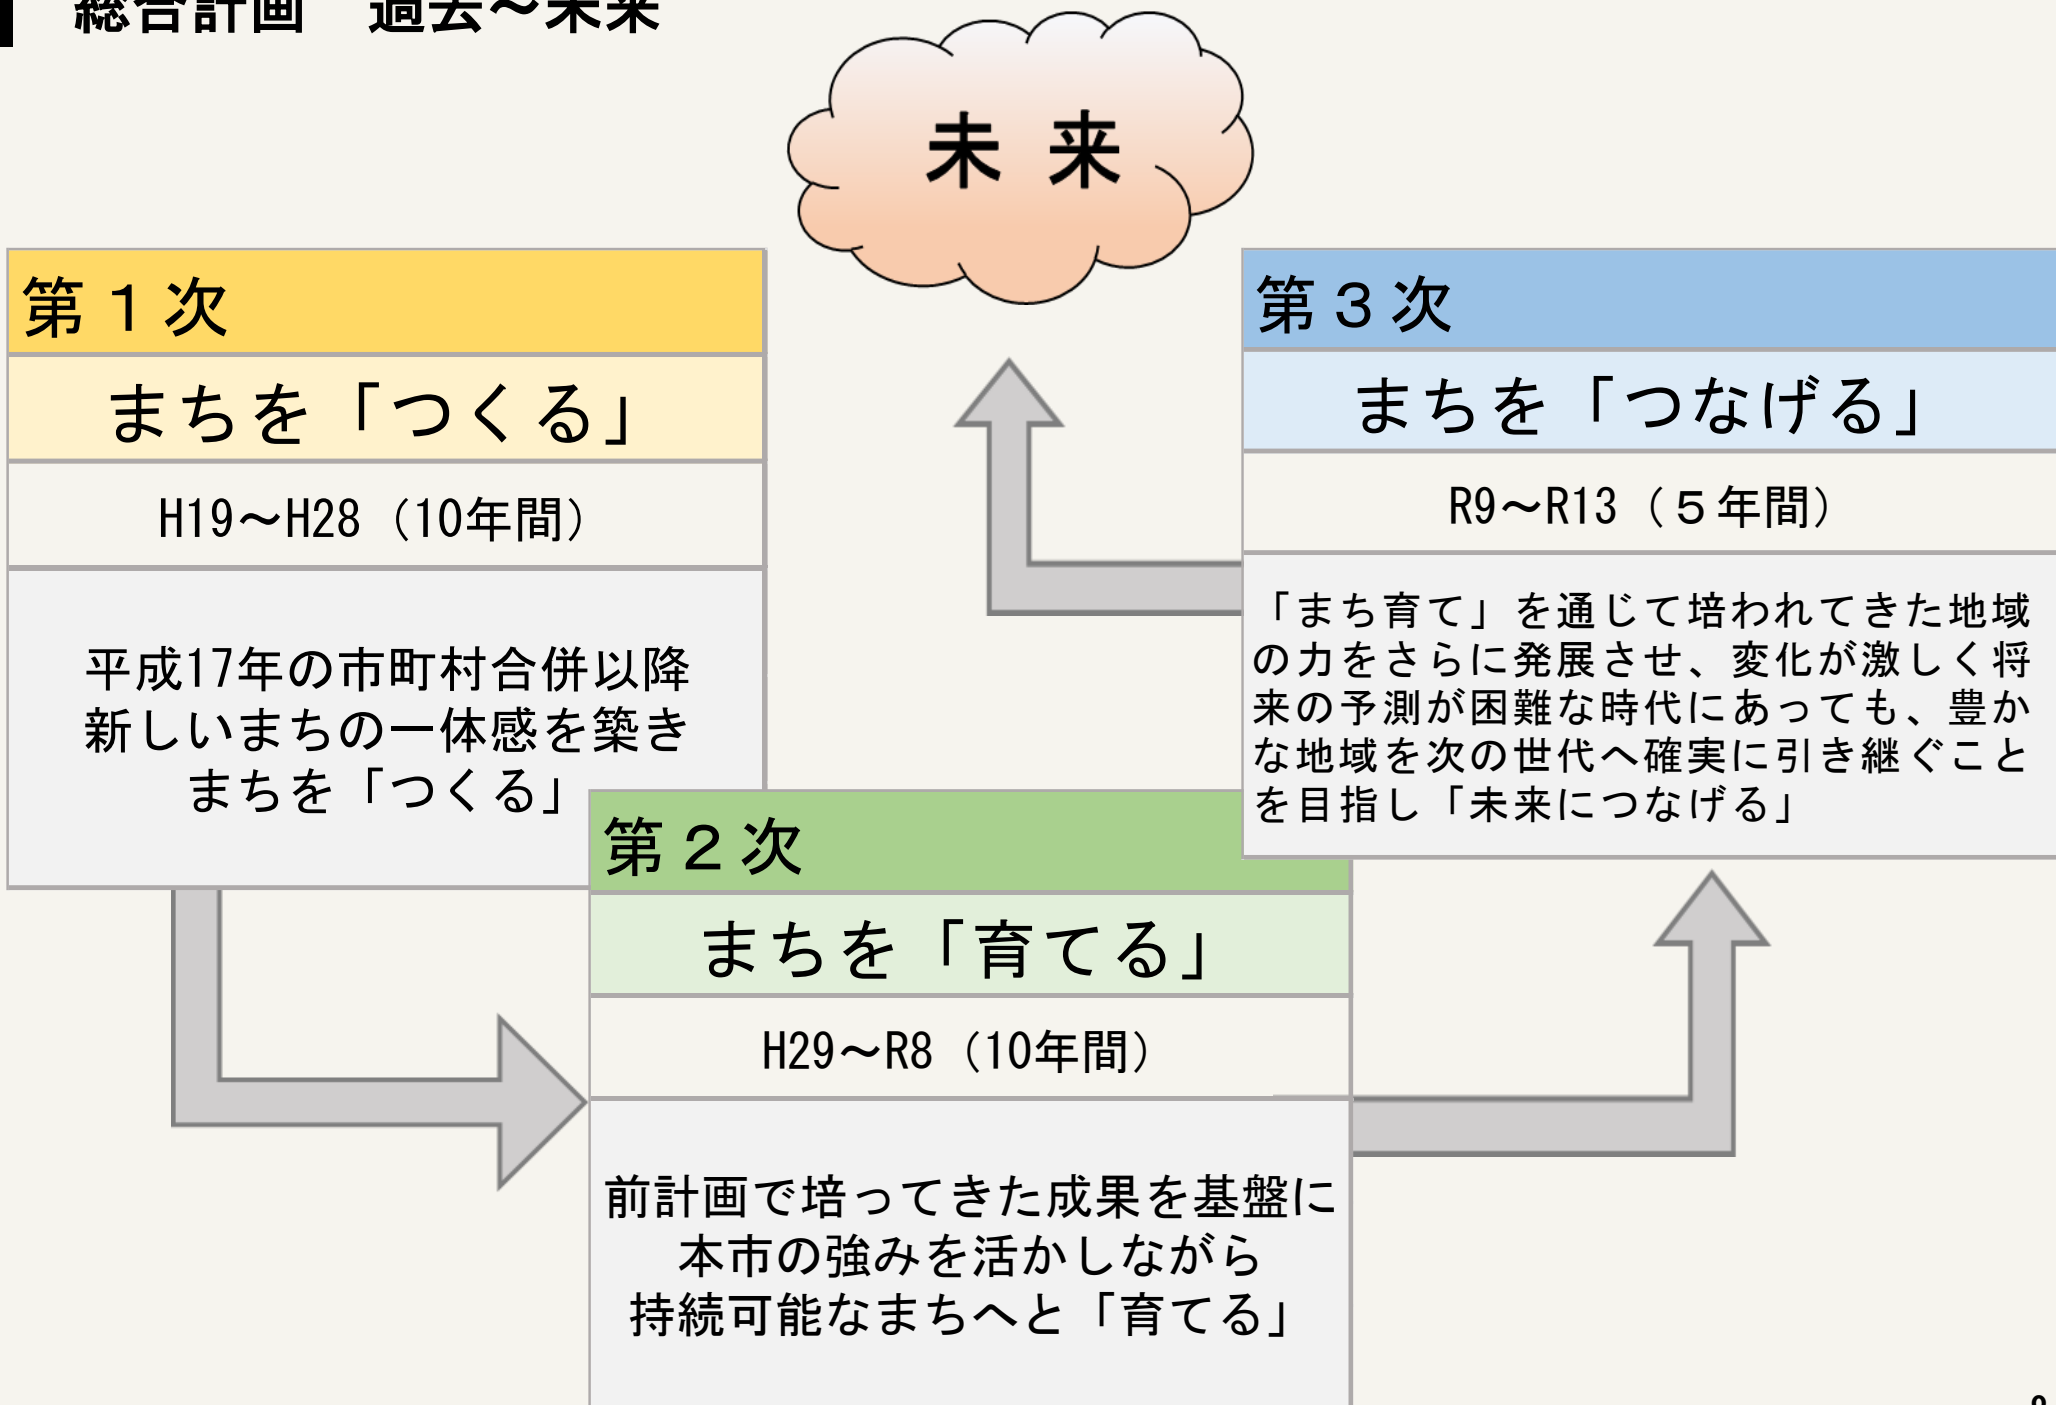 総合計画　過去～未来
未 来
第１次
まちを「つくる」
H19～H28（10年間）
平成17年の市町村合併以降
新しいまちの一体感を築き
まちを「つくる」
第２次
まちを「育てる」
H29～R8（10年間）
前計画で培ってきた成果を基盤に
本市の強みを活かしながら
持続可能なまちへと「育てる」
第３次
まちを「つなげる」
R9～R13（５年間）
「まち育て」を通じて培われてきた地域
の力をさらに発展させ、変化が激しく将
来の予測が困難な時代にあっても、豊か
な地域を次の世代へ確実に引き継ぐこと
を目指し「未来につなげる」